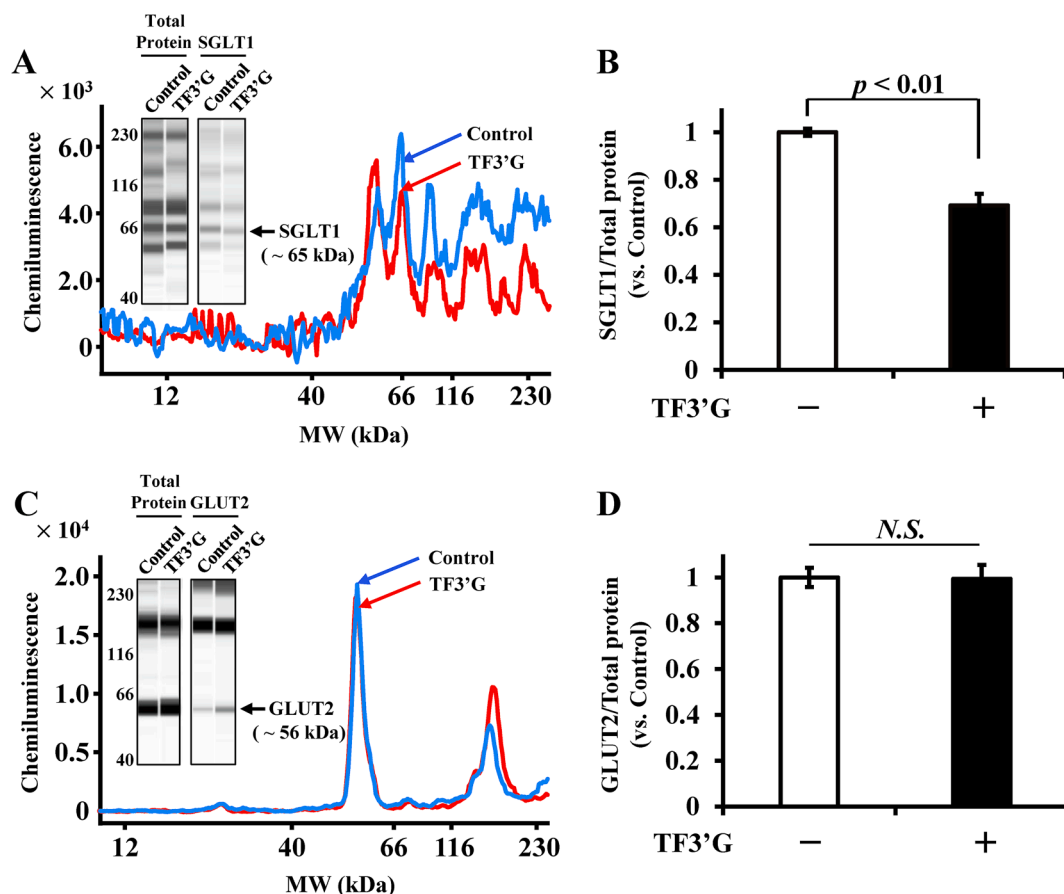 A
Total
Protein
SGLT1
Control
TF3’G
Control
TF3’G
× 10³
Chemiluminescence
6.0
4.0
2.0
0
230
116
66
40
SGLT1
( ~ 65 kDa)
Control
TF3’G
12
40
66
116
230
MW (kDa)
B
p < 0.01
SGLT1/Total protein
(vs. Control)
1
0.8
0.6
0.4
0.2
0
TF3’G
−
+
C
Total
Protein
GLUT2
Control
TF3’G
Control
TF3’G
× 10⁴
Chemiluminescence
2.0
1.5
1.0
0.5
0
230
116
66
40
GLUT2
( ~ 56 kDa)
Control
TF3’G
12
40
66
116
230
MW (kDa)
D
N.S.
GLUT2/Total protein
(vs. Control)
1
0.8
0.6
0.4
0.2
0
TF3’G
−
+